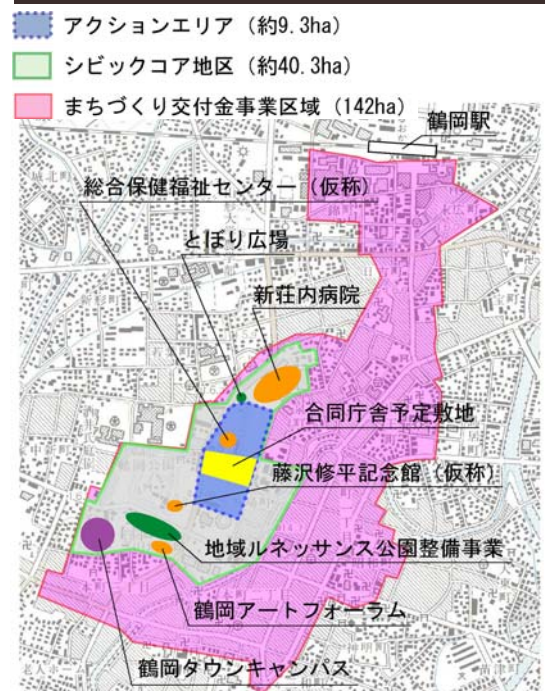 アクションエリア（約9.3ha）
シビックコア地区（約40.3ha）
まちづくり交付金事業区域（142ha）
鶴岡駅
総合保健福祉センター（仮称）
とぼり広場
新荘内病院
合同庁舎予定敷地
藤沢修平記念館（仮称）
地域ルネッサンス公園整備事業
鶴岡アートフォーラム
鶴岡タウンキャンパス